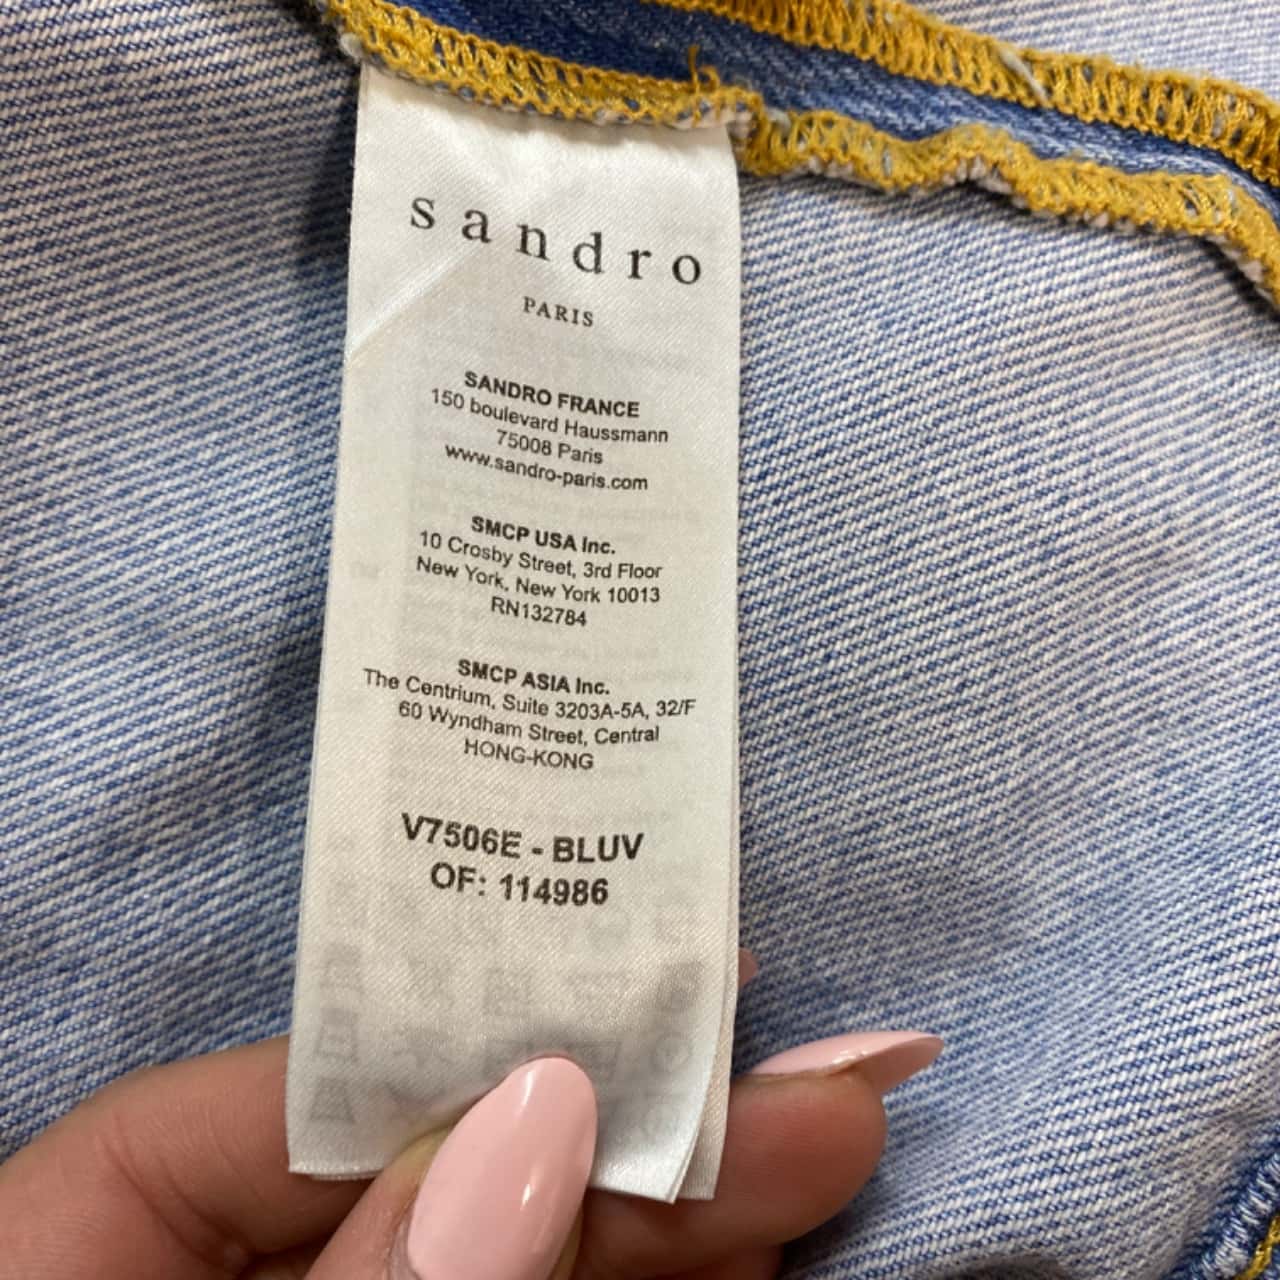 sandro
PARIS
SANDRO FRANCE
150 boulevard Haussmann
75008 Paris
www.sandro-paris.com
SMCP USA Inc.
10 Crosby Street, 3rd Floor
New York, New York 10013
RN132784
SMCP ASIA Inc.
The Centrium, Suite 3203A-5A, 32/F
60 Wyndham Street, Central
HONG-KONG
V7506E - BLUV
OF: 114986